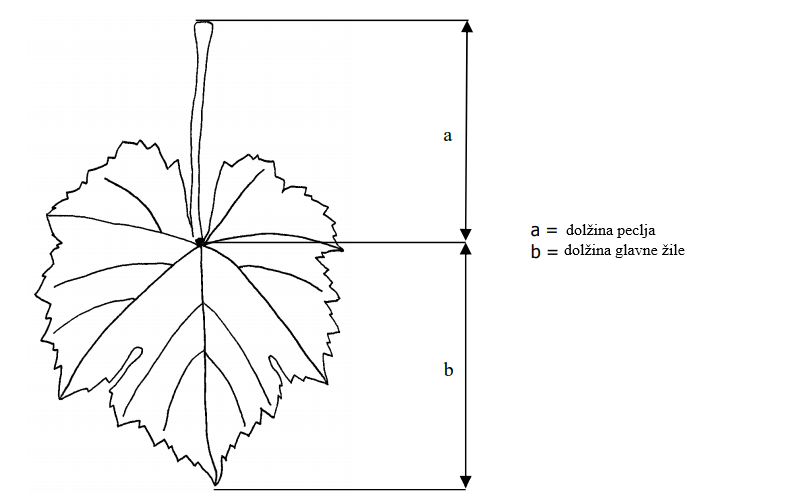 a
a = dolžina peclja
b = dolžina glavne žile
b